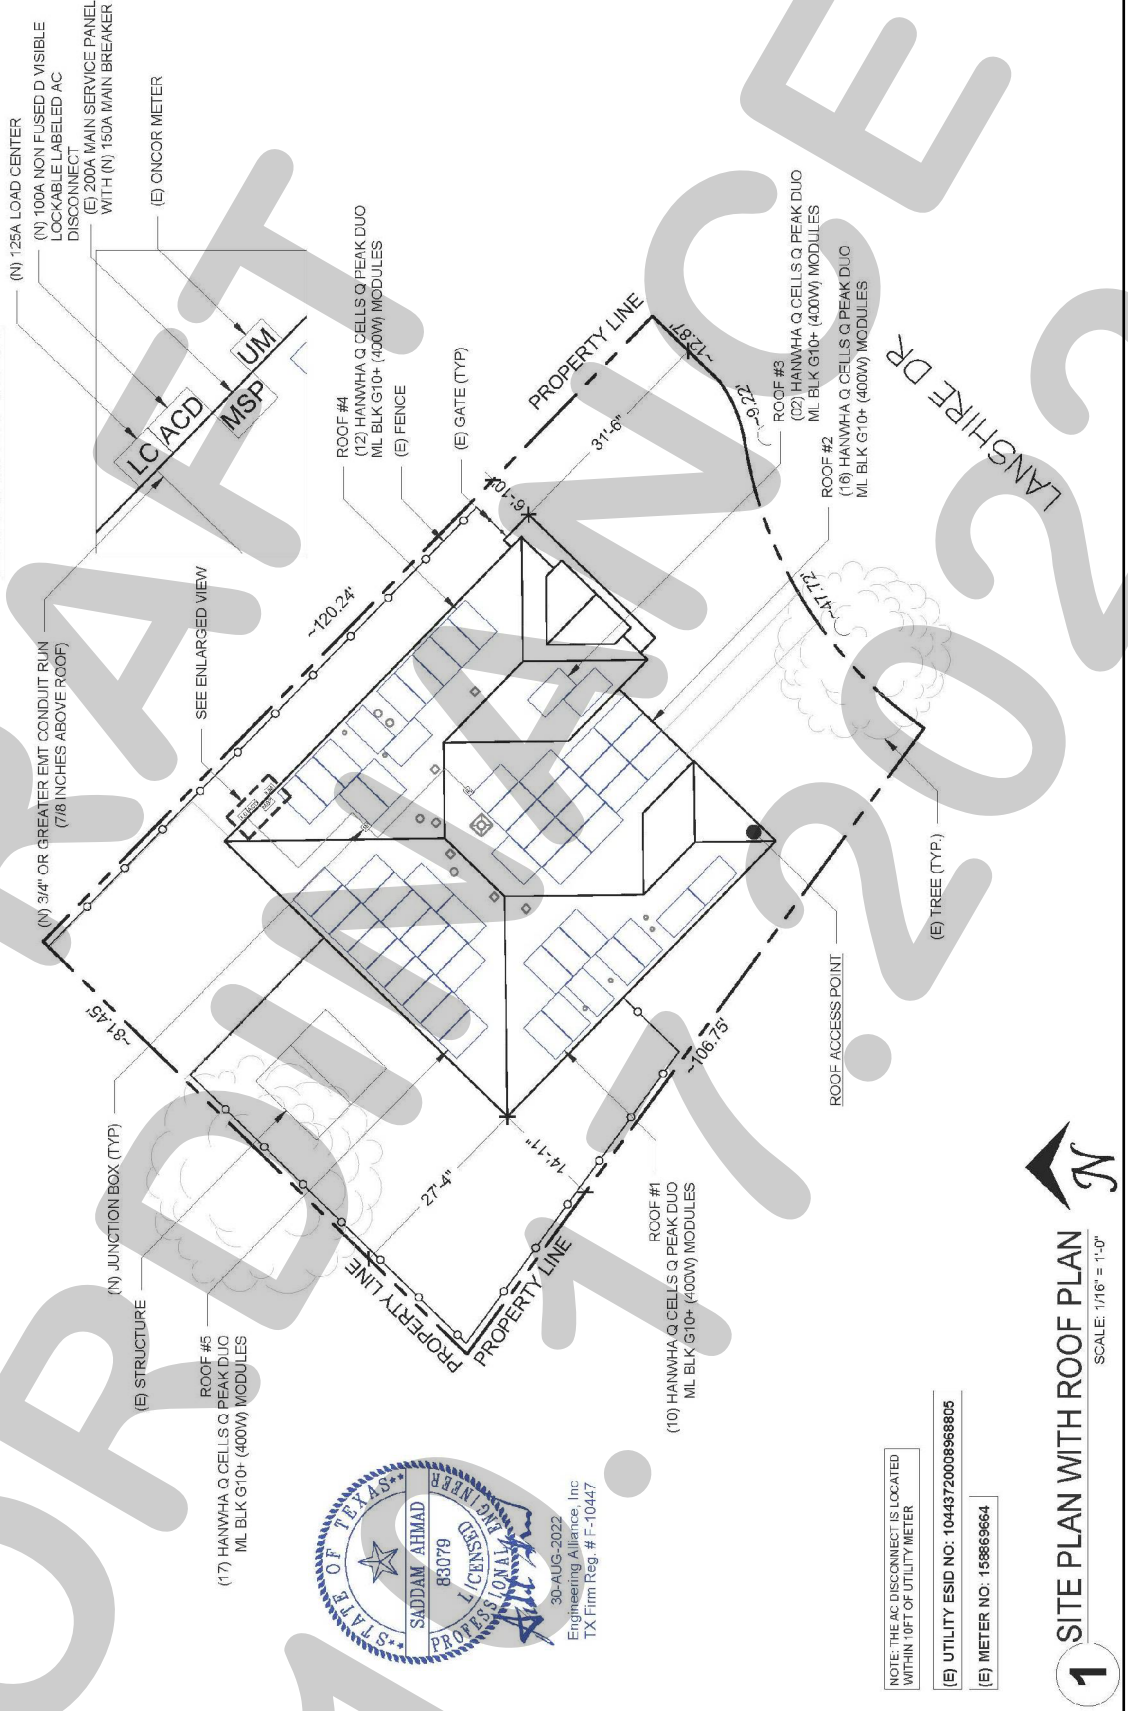 (N) 125A LOAD CENTER
(N) 100A NON FUSED D VISIBLE
LOCKABLE LABELED AC
DISCONNECT
(E) 200A MAIN SERVICE PANEL
WITH (N) 150A MAIN BREAKER
(E) ONCOR METER
LC
ACD
MSP
UM
(N) 3/4" OR GREATER EMT CONDUIT RUN
(7/8 INCHES ABOVE ROOF)
SEE ENLARGED VIEW
ROOF #4
(12) HANWHA Q CELLS Q PEAK DUO
ML BLK G10+ (400W) MODULES
(E) FENCE
(E) GATE (TYP)
PROPERTY LINE
~120.24'
6'-10"
31'-6"
~12.87'
~9.22'
ROOF #3
(02) HANWHA Q CELLS Q PEAK DUO
ML BLK G10+ (400W) MODULES
ROOF #2
(16) HANWHA Q CELLS Q PEAK DUO
ML BLK G10+ (400W) MODULES
LANSHIRE DR
~47.72'
(E) TREE (TYP.)
ROOF ACCESS POINT
~106.75'
~81.45'
(N) JUNCTION BOX (TYP)
(E) STRUCTURE
ROOF #5
(17) HANWHA Q CELLS Q PEAK DUO
ML BLK G10+ (400W) MODULES
27'-4"
14'-11"
PROPERTY LINE
PROPERTY LINE
ROOF #1
(10) HANWHA Q CELLS Q PEAK DUO
ML BLK G10+ (400W) MODULES
STATE OF TEXAS
SADDAM AHMAD
83079
LICENSED
PROFESSIONAL ENGINEER
30-AUG-2022
Engineering Alliance, Inc
TX Firm Reg. # F-10447
NOTE: THE AC DISCONNECT IS LOCATED
WITHIN 10FT OF UTILITY METER
(E) UTILITY ESID NO: 10443720008968805
(E) METER NO: 158869664
1
SITE PLAN WITH ROOF PLAN
SCALE: 1/16" = 1'-0"
N